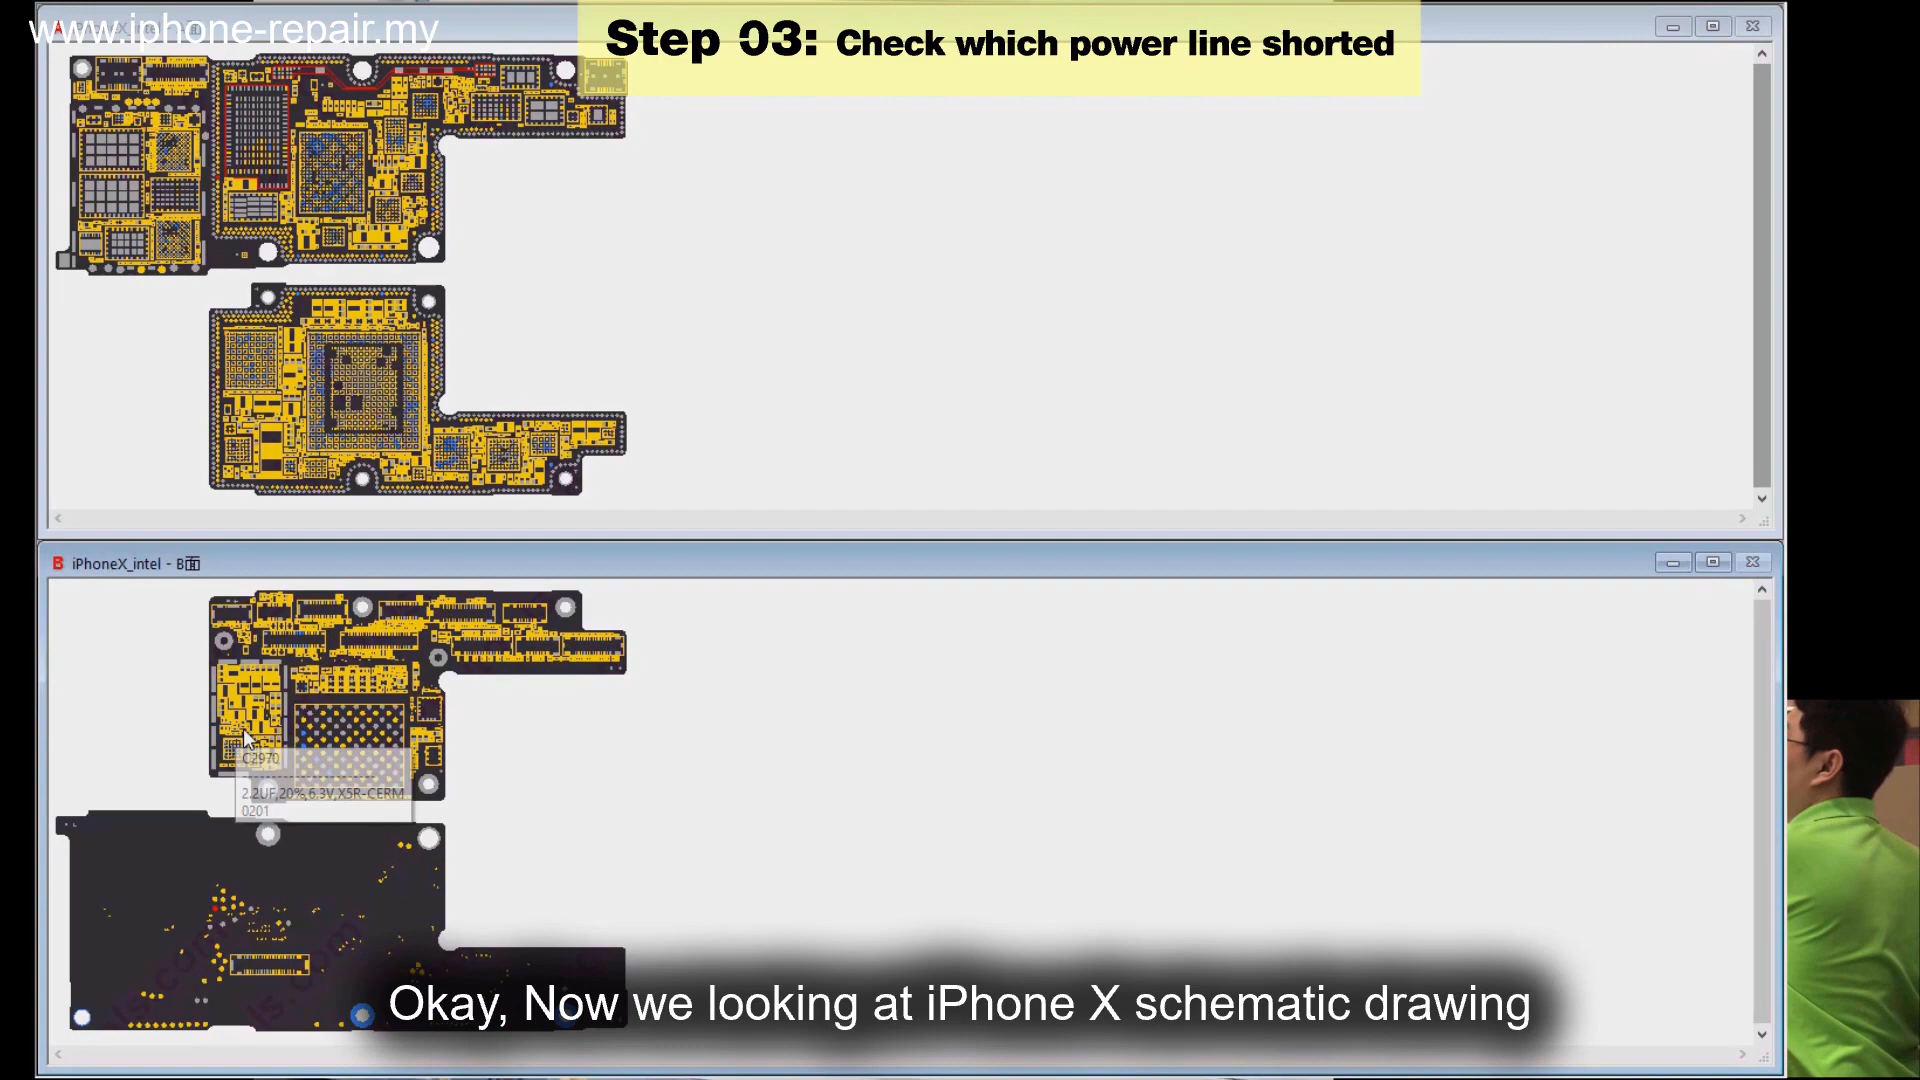 www.iphone-repair.my
Step 03: Check which power line shorted
B iPhoneX_intel - B面
C2970
2.2UF,20%,6.3V,X5R-CERM
0201
Okay, Now we looking at iPhone X schematic drawing